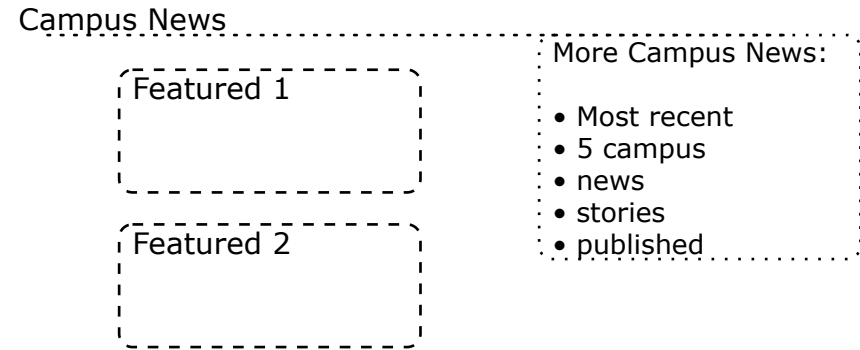 Campus News
Featured 1
Featured 2
More Campus News:
• Most recent
• 5 campus
• news
• stories
• published